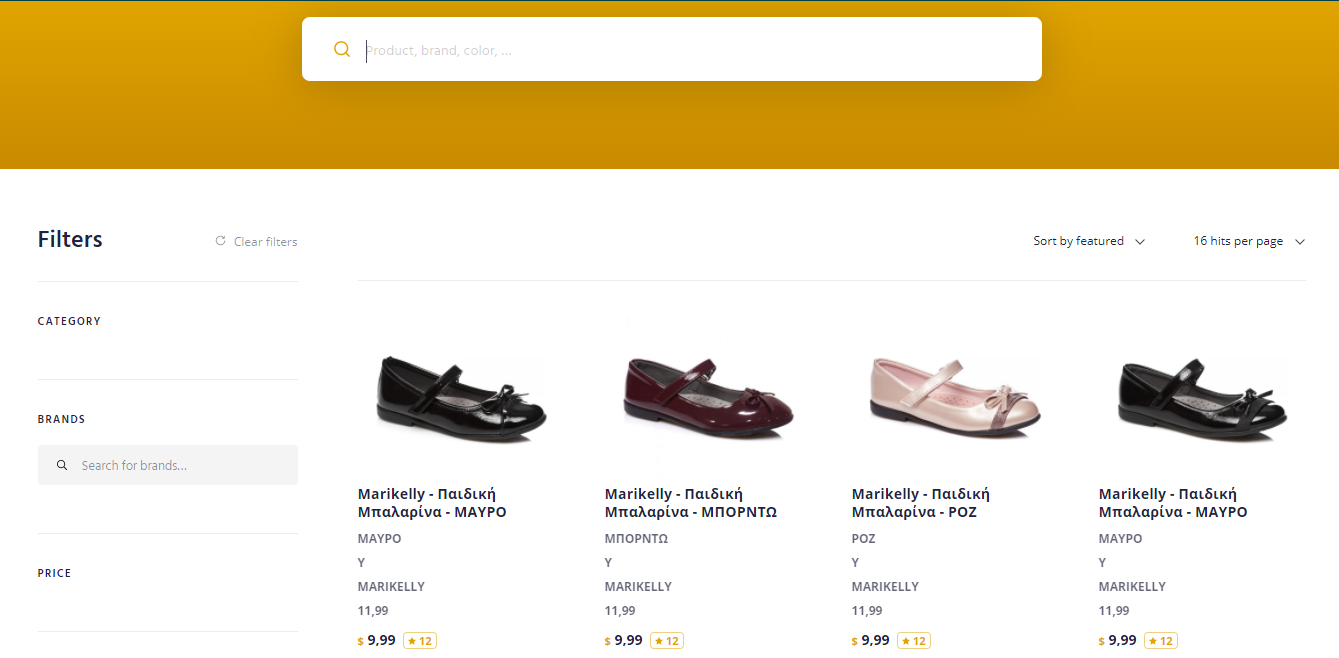 Product, brand, color, ...
Filters
Clear filters
Sort by featured
16 hits per page
CATEGORY
BRANDS
Search for brands...
PRICE
Marikelly - Παιδική
Μπαλαρίνα - ΜΑΥΡΟ
ΜΑΥΡΟ
Y
MARIKELLY
11,99
$ 9,99 ★ 12
Marikelly - Παιδική
Μπαλαρίνα - ΜΠΟΡΝΤΩ
ΜΠΟΡΝΤΩ
Y
MARIKELLY
11,99
$ 9,99 ★ 12
Marikelly - Παιδική
Μπαλαρίνα - ΡΟΖ
ΡΟΖ
Y
MARIKELLY
11,99
$ 9,99 ★ 12
Marikelly - Παιδική
Μπαλαρίνα - ΜΑΥΡΟ
ΜΑΥΡΟ
Y
MARIKELLY
11,99
$ 9,99 ★ 12